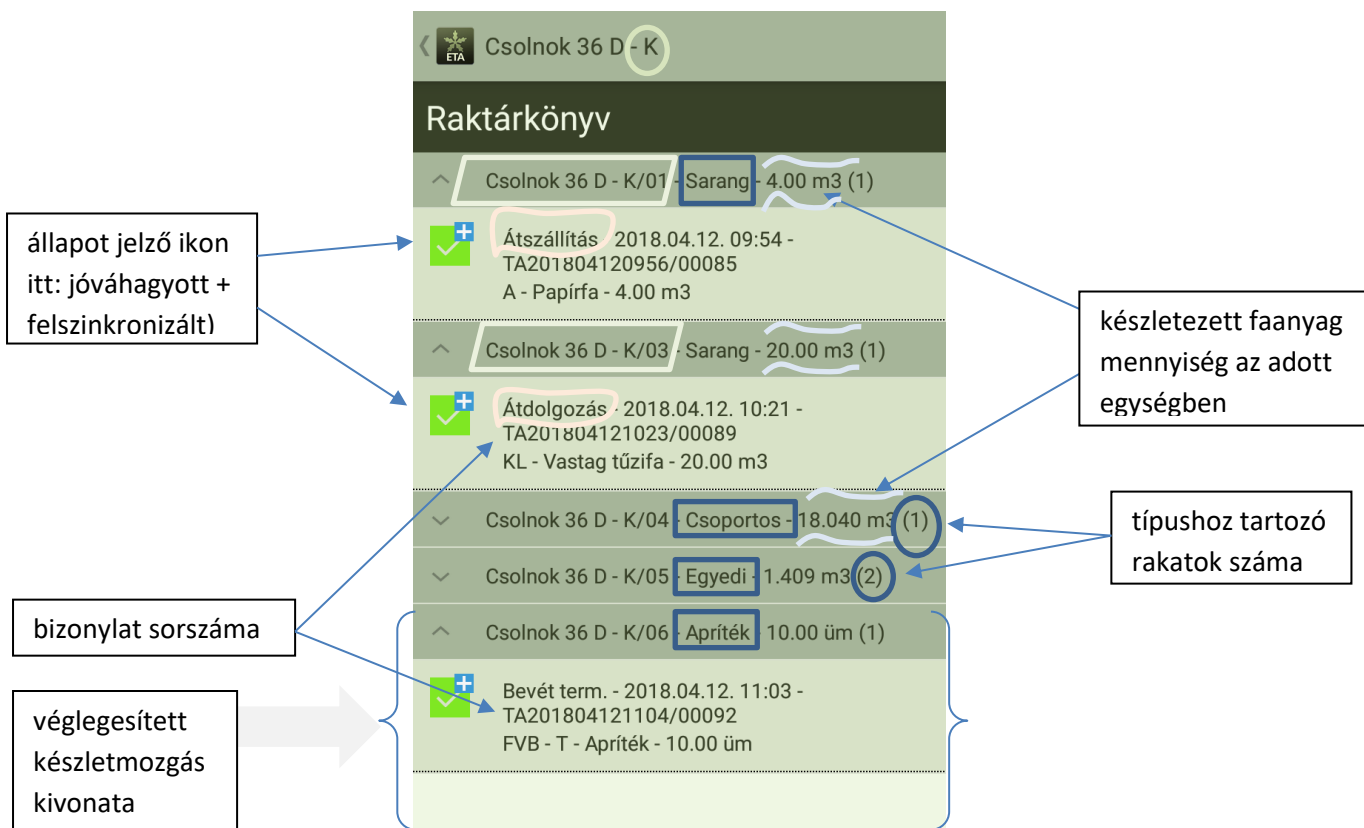 ETA
Csolnok 36 D - K
Raktárkönyv
Csolnok 36 D - K/01 - Sarang - 4.00 m3 (1)
Átszállítás - 2018.04.12. 09:54 -
TA201804120956/00085
A - Papírfa - 4.00 m3
Csolnok 36 D - K/03 - Sarang - 20.00 m3 (1)
Átdolgozás - 2018.04.12. 10:21 -
TA201804121023/00089
KL - Vastag tűzifa - 20.00 m3
Csolnok 36 D - K/04 - Csoportos - 18.040 m3 (1)
Csolnok 36 D - K/05 - Egyedi - 1.409 m3 (2)
Csolnok 36 D - K/06 - Apríték - 10.00 üm (1)
Bevét term. - 2018.04.12. 11:03 -
TA201804121104/00092
FVB - T - Apríték - 10.00 üm
állapot jelző ikon
itt: jóváhagyott +
felszinkronizált)
bizonylat sorszáma
véglegesített
készletmozgás
kivonata
készletezett faanyag
mennyiség az adott
egységben
típushoz tartozó
rakatok száma